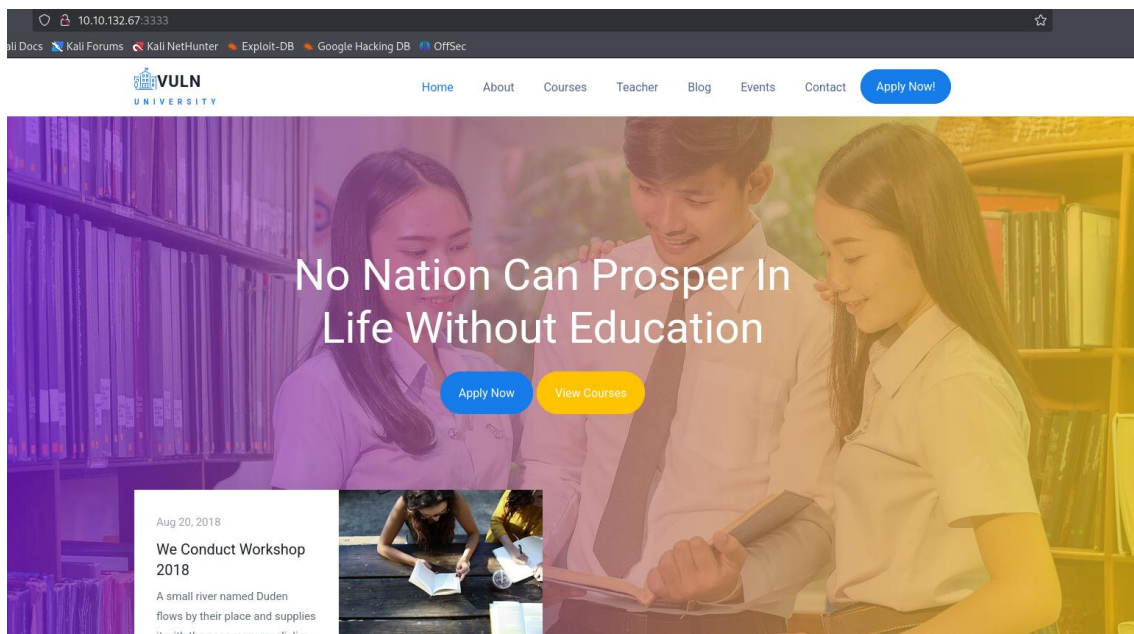 10.10.132.67:3333
ali Docs Kali Forums Kali NetHunter Exploit-DB Google Hacking DB OffSec
VULN
UNIVERSITY
Home About Courses Teacher Blog Events Contact Apply Now!
No Nation Can Prosper In
Life Without Education
Apply Now View Courses
Aug 20, 2018
We Conduct Workshop
2018
A small river named Duden
flows by their place and supplies